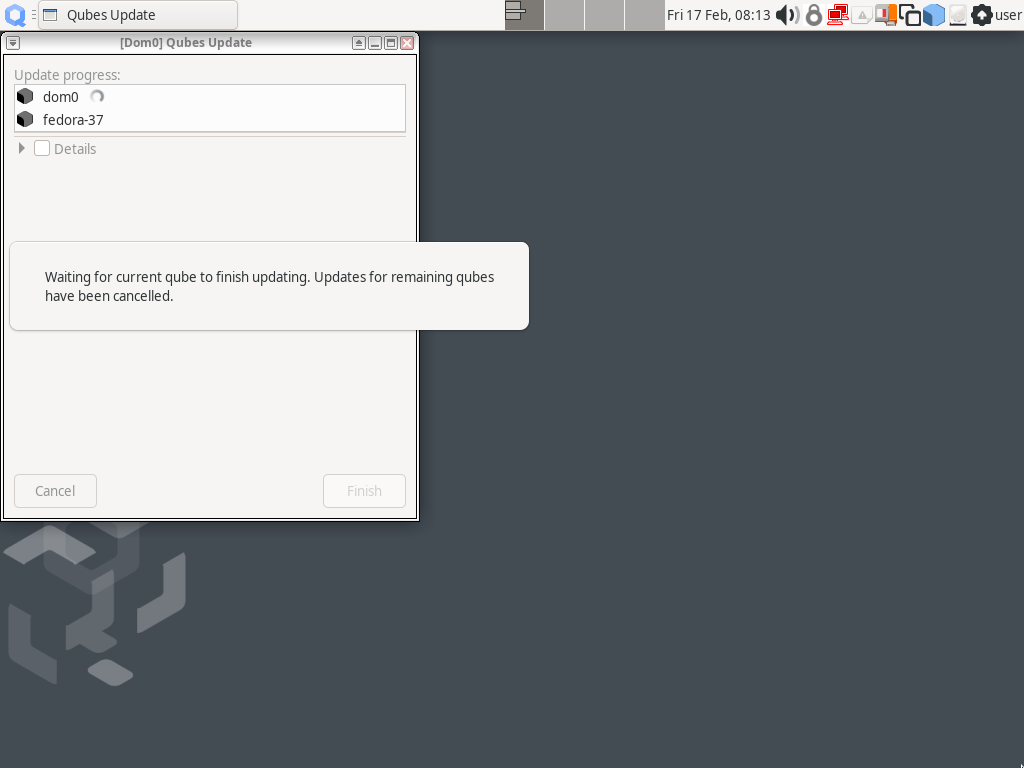 Qubes Update
Fri 17 Feb, 08:13
user
[Dom0] Qubes Update
Update progress:
dom0
fedora-37
Details
Waiting for current qube to finish updating. Updates for remaining qubes
have been cancelled.
Cancel
Finish